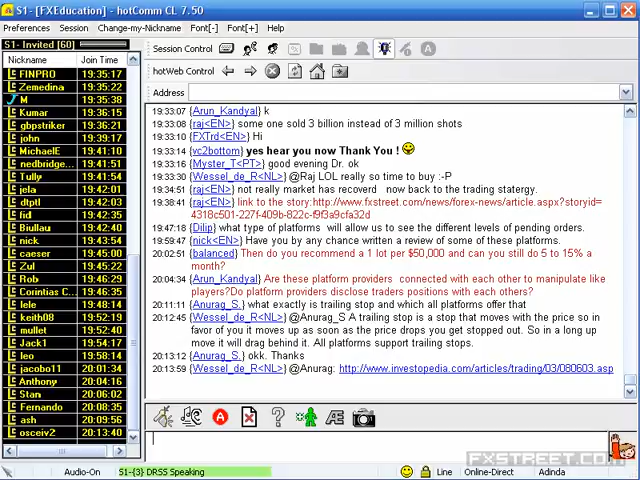 S1- [FXEducation] - hotComm CL 7.50
Preferences Session Change-my-Nickname Font[-] Font[+] Help
S1- Invited [60]
Nickname Join Time
FINPRO 19:35:17
Zemedina 19:35:22
M 19:35:38
Kumar 19:36:15
gbpstriker 19:36:21
john 19:39:17
MichaelE 19:41:10
nedbridge... 19:41:16
Tully 19:41:54
jela 19:42:01
dtptl 19:42:03
fid 19:42:35
Biullau 19:42:40
nick 19:43:54
caeser 19:45:00
Zul 19:45:22
Rob 19:46:29
Corintias C... 19:46:35
lele 19:48:14
keith08 19:52:19
mullet 19:52:40
Jack1 19:54:17
leo 19:58:14
jacobo11 20:01:34
Anthony 20:04:16
Stan 20:06:02
Fernando 20:08:35
ash 20:09:56
osceiv2 20:13:40
Session Control
hotWeb Control
Address
19:33:07 {Arun_Kandyal} k
19:33:08 {raj<EN>} some one sold 3 billion instead of 3 million shots
19:33:10 {FXTrd<EN>} Hi
19:33:14 {vc2bottom} yes hear you now Thank You !
19:33:16 {Myster_T<PT>} good evening Dr. ok
19:33:30 {Wessel_de_R<NL>} @Raj LOL really so time to buy :-P
19:34:51 {raj<EN>} not really market has recoverd now back to the trading statergy.
19:38:41 {raj<EN>} link to the story:http://www.fxstreet.com/news/forex-news/article.aspx?storyid=
4318c501-227f-409b-822c-f9f3a9cfa32d
19:47:18 {Dilip} what type of platforms will allow us to see the different levels of pending orders.
19:59:47 {nick<EN>} Have you by any chance written a review of some of these platforms.
20:02:51 {balanced} Then do you recommend a 1 lot per $50,000 and can you still do 5 to 15% a
month?
20:04:34 {Arun_Kandyal} Are these platform providers connected with each other to manipulate like
players?Do platform providers disclose traders positions with each others?
20:11:11 {Anurag_S.} what exactly is trailing stop and which all platforms offer that
20:12:45 {Wessel_de_R<NL>} @Anurag_S A trailing stop is a stop that moves with the price so in
favor of you it moves up as soon as the price drops you get stopped out. So in a long up
move it will drag behind it. All platforms support trailing stops.
20:13:12 {Anurag_S.} okk. Thanks
20:13:59 {Wessel_de_R<NL>} @Anurag: http://www.investopedia.com/articles/trading/03/080603.asp
FXSTREET.COM
Audio-On S1-{3} DRSS Speaking Line Online-Direct Adinda